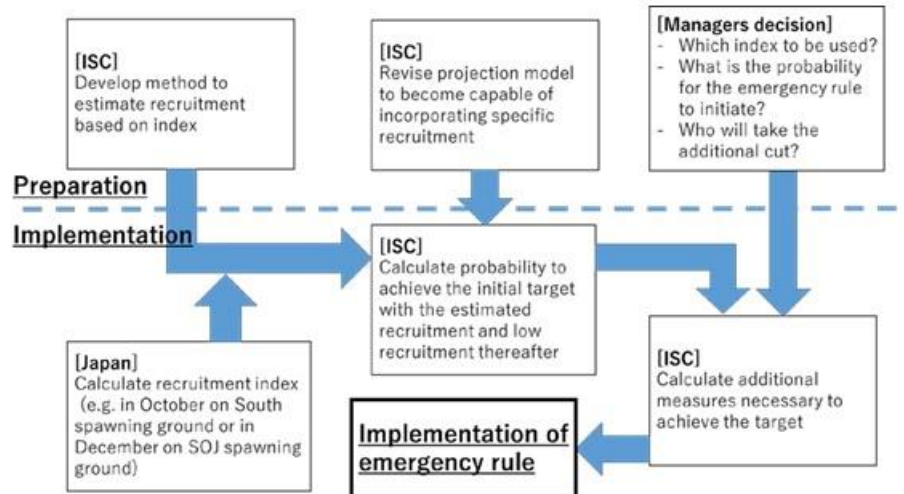 [ISC]
Develop method to
estimate recruitment
based on index
[ISC]
Revise projection model
to become capable of
incorporating specific
recruitment
[Managers decision]
- Which index to be used?
- What is the probability
for the emergency rule
to initiate?
- Who will take the
additional cut?
Preparation
Implementation
[ISC]
Calculate probability to
achieve the initial target
with the estimated
recruitment and low
recruitment thereafter
[Japan]
Calculate recruitment index
(e.g. in October on South
spawning ground or in
December on SOJ spawning
ground)
[ISC]
Calculate additional
measures necessary to
achieve the target
Implementation of
emergency rule